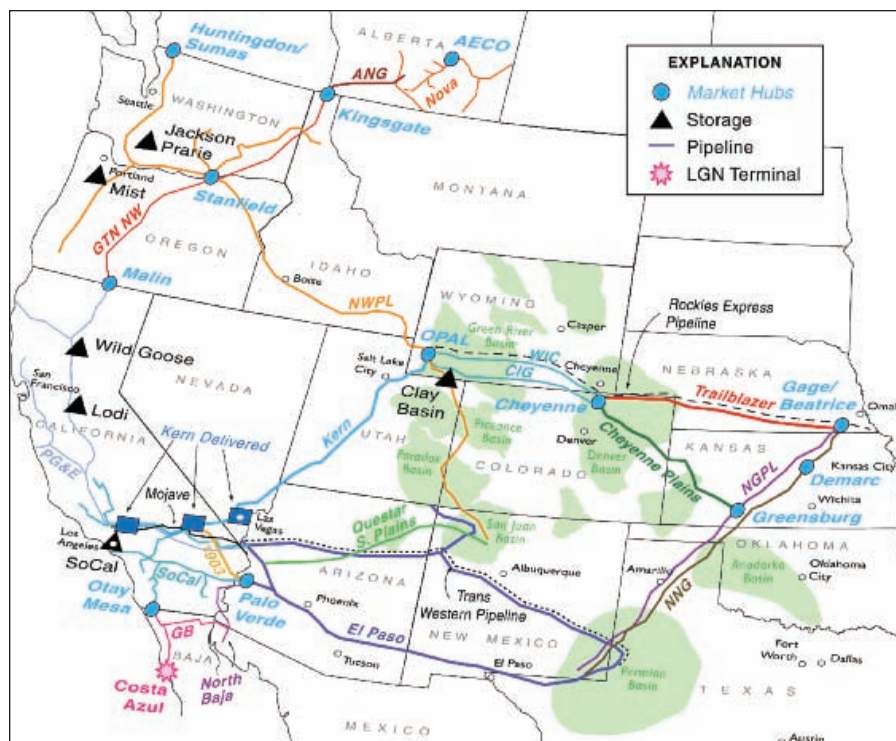 Huntingdon/
Sumas
ALBERTA
AECO
ANG
Nova
Seattle
WASHINGTON
Kingsgate
Jackson
Prarie
Portland
Mist
Stanfield
GTN NW
OREGON
Malin
MONTANA
IDAHO
Boise
NWPL
EXPLANATION
Market Hubs
Storage
Pipeline
LGN Terminal
WYOMING
Green River
Basin
Casper
Rockies Express
Pipeline
OPAL
WIC
CIG
Cheyenne
Salt Lake
City
Clay
Basin
Cheyenne
NEBRASKA
Trailblazer
Gage/
Beatrice
Omah
Wild Goose
San
Francisco
Lodi
NEVADA
CALIFORNIA
Kern Delivered
PG&E
Mojave
Kern
UTAH
Paradox
Basin
Piceance
Basin
COLORADO
Denver
Denver
Basin
Cheyenne Plains
KANSAS
NGPL
Kansas City
Demarc
Wichita
Greensburg
Los
Angeles
SoCal
Las
Vegas
1903
SoCal
Questar
S. Plains
San Juan
Basin
ARIZONA
Albuquerque
Amarillo
NNG
OKLAHOMA
Anadarko
Basin
Oklahoma
City
Otay
Mesa
Palo
Verde
Phoenix
Trans
Western Pipeline
El Paso
NEW MEXICO
GB
BAJA
Tucson
El Paso
Permian
Basin
Fort
Worth
Dallas
Costa
Azul
North
Baja
TEXAS
MEXICO
Austin